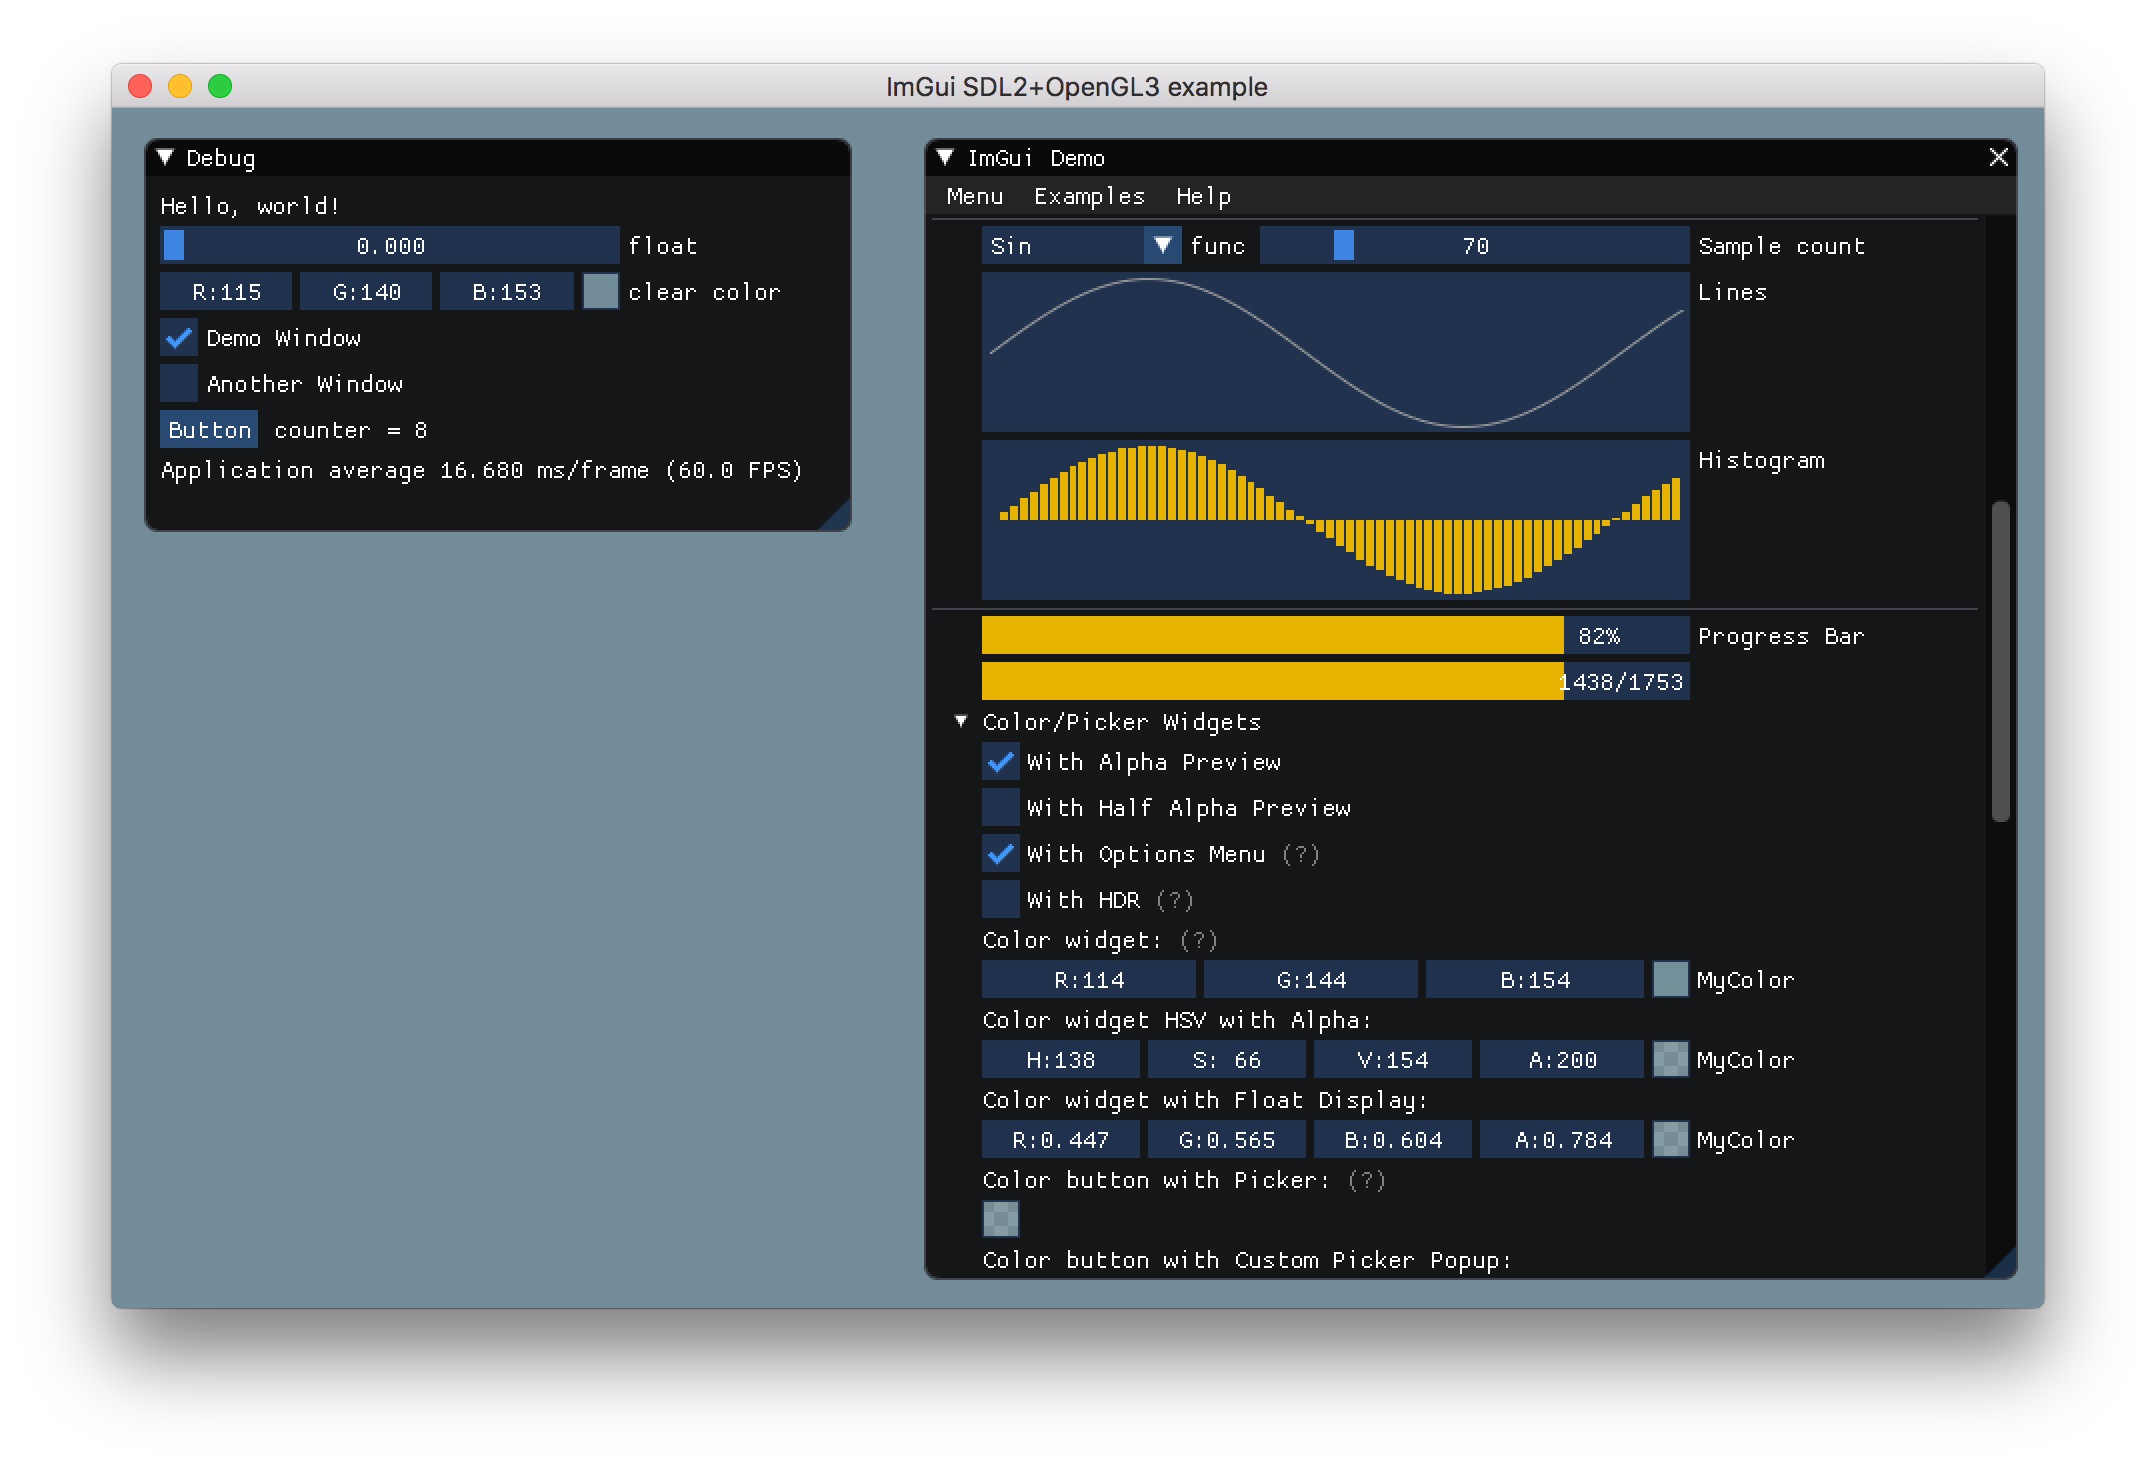 ImGui SDL2+OpenGL3 example
Debug
Hello, world!
0.000 float
R:115 G:140 B:153 clear color
Demo Window
Another Window
Button counter = 8
Application average 16.680 ms/frame (60.0 FPS)
ImGui Demo
Menu Examples Help
Sin func 70 Sample count
Lines
Histogram
82% Progress Bar
1438/1753
Color/Picker Widgets
With Alpha Preview
With Half Alpha Preview
With Options Menu (?)
With HDR (?)
Color widget: (?)
R:114 G:144 B:154 MyColor
Color widget HSV with Alpha:
H:138 S: 66 V:154 A:200 MyColor
Color widget with Float Display:
R:0.447 G:0.565 B:0.604 A:0.784 MyColor
Color button with Picker: (?)
Color button with Custom Picker Popup: